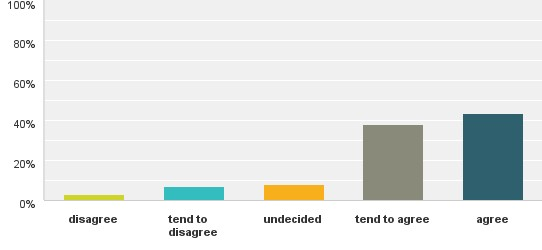 100%
80%
60%
40%
20%
0%
disagree
tend to
disagree
undecided
tend to agree
agree